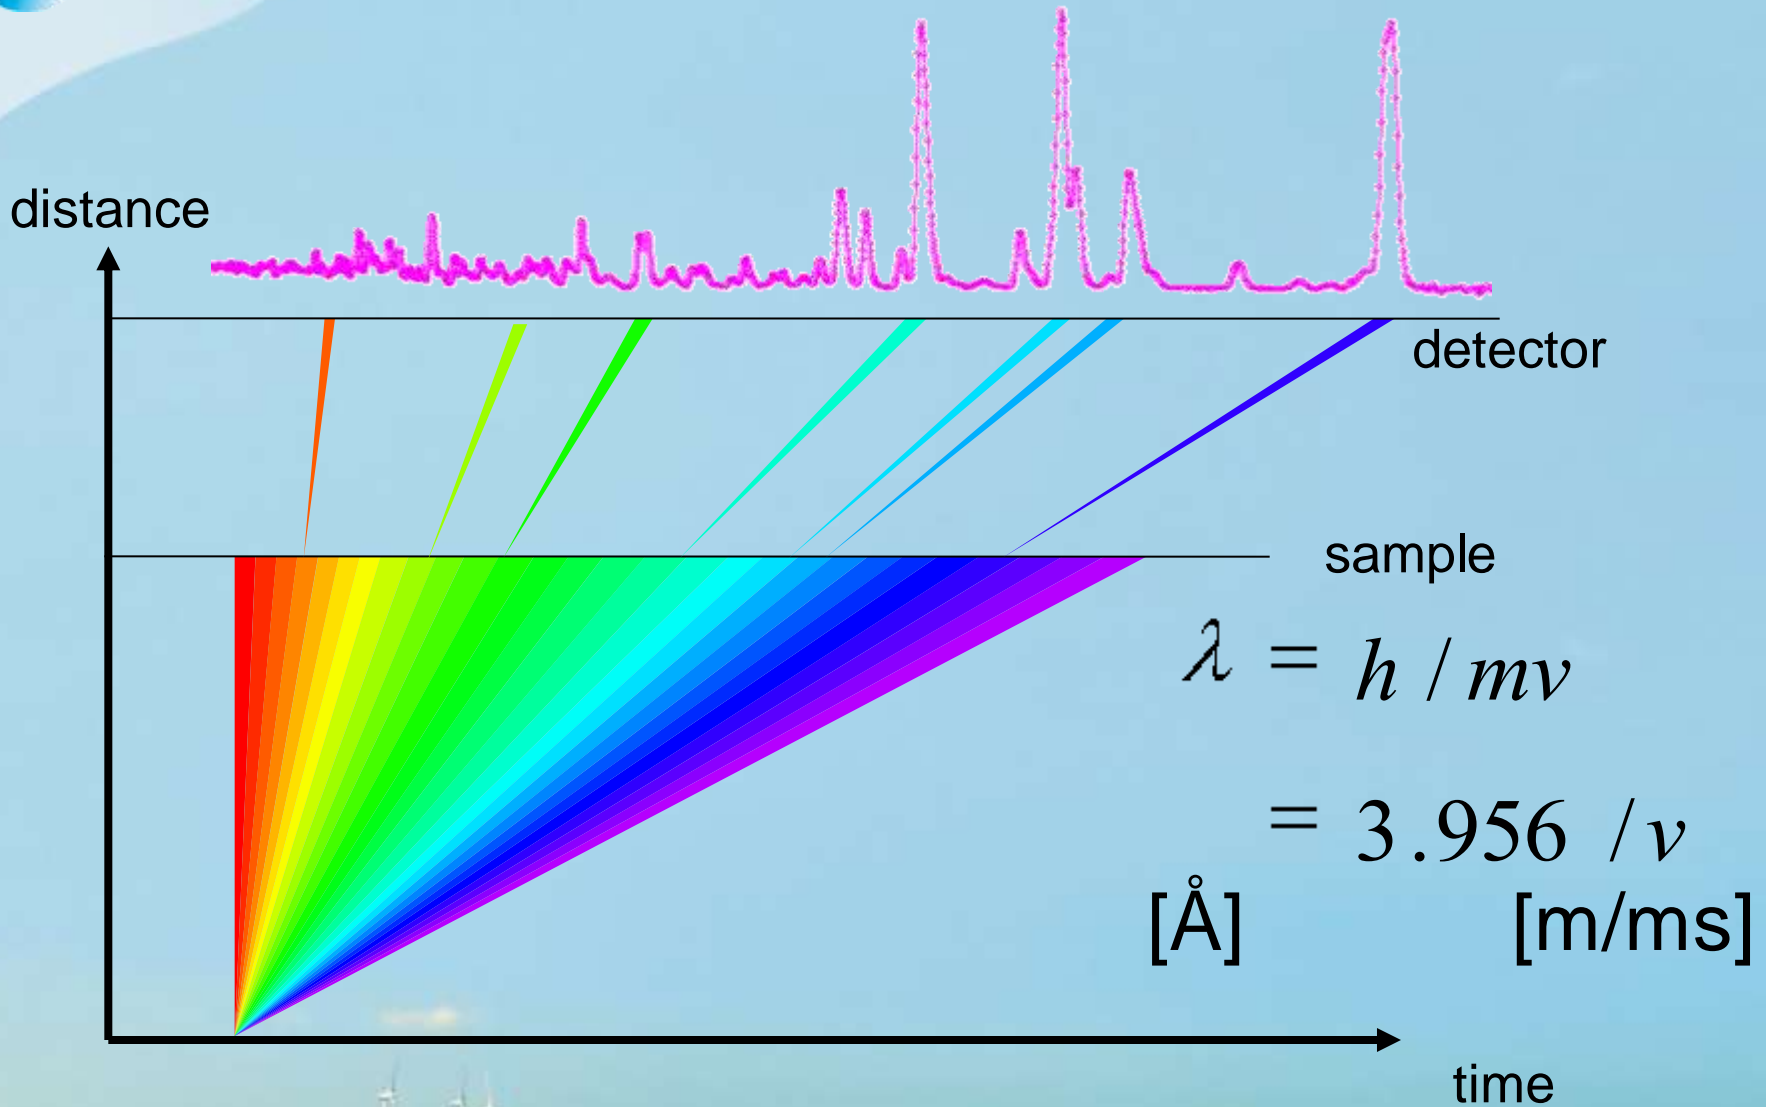 distance
detector
sample
λ = h / mv
= 3.956 / v
[Å] [m/ms]
time